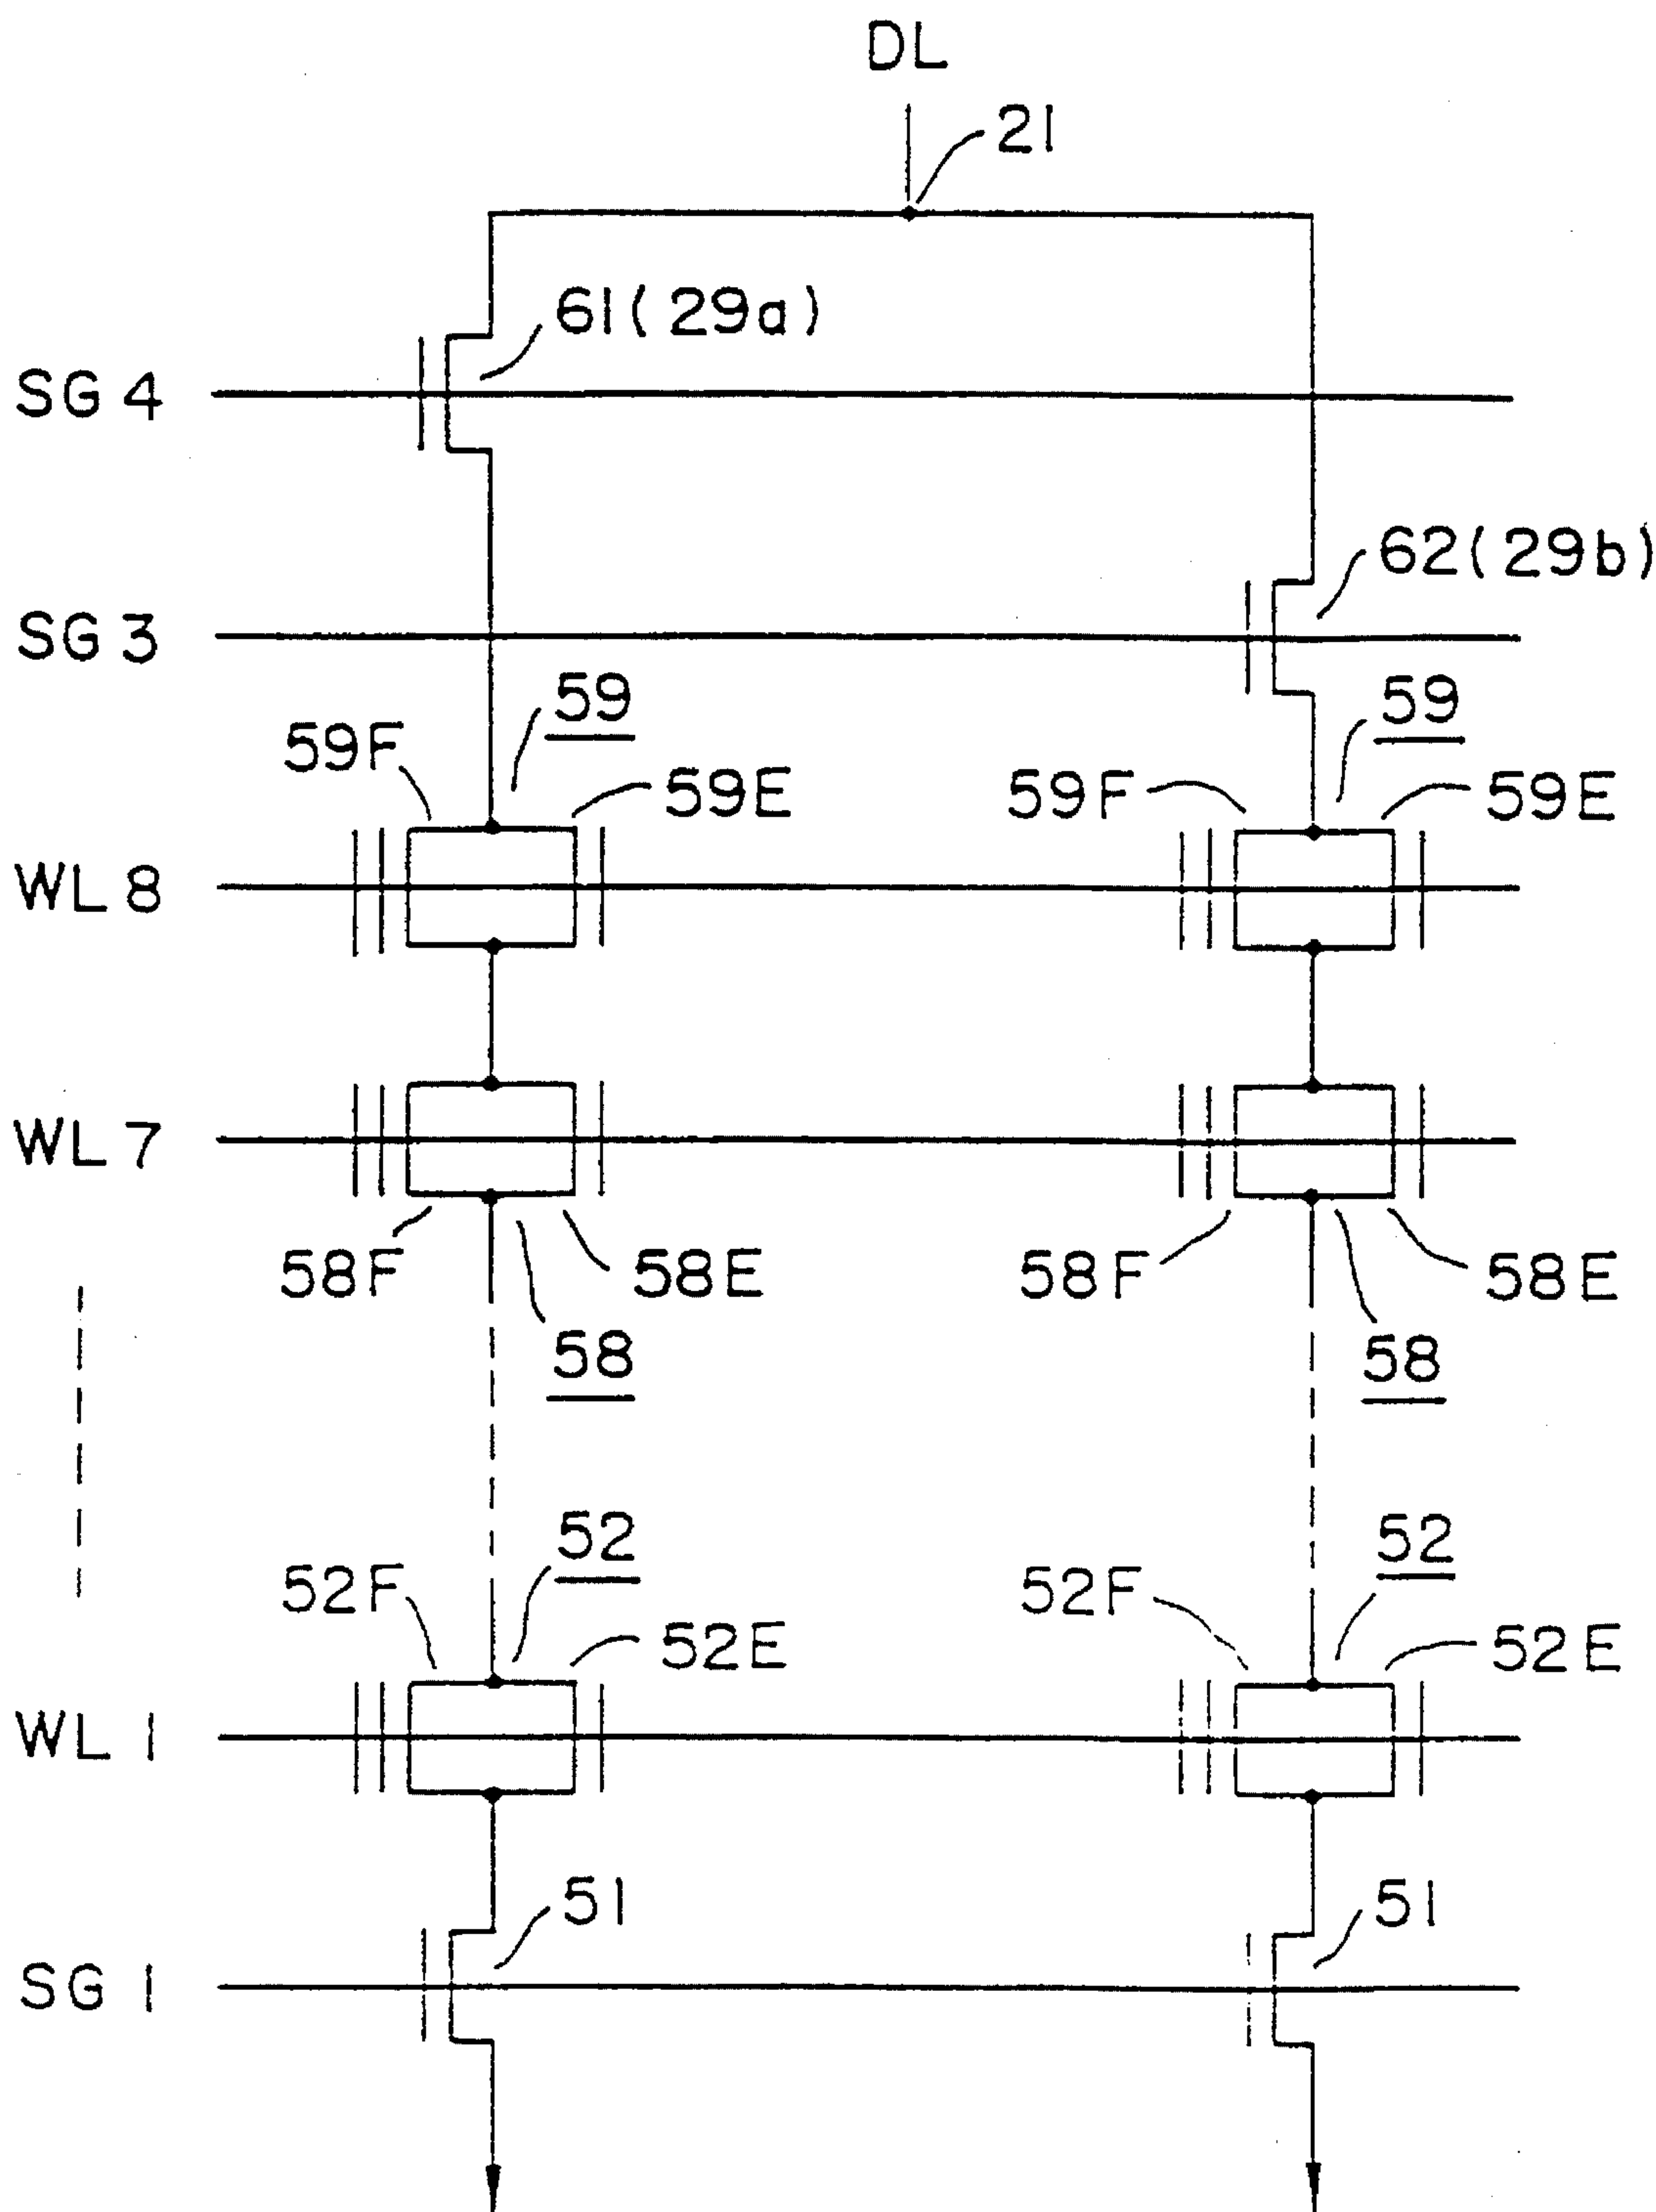 DL
21
61(29a)
SG 4
62(29b)
SG 3
59 59
59F 59E 59F 59E
WL 8
WL 7
58F 58E 58F 58E
58 58
52 52
52F 52E 52F 52E
WL 1
51 51
SG 1